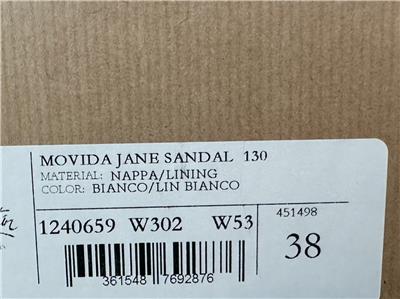 MOVIDA JANE SANDAL 130
MATERIAL: NAPPA/LINING
COLOR: BIANCO/LIN BIANCO
1240659 W302 W53
451498
38
361548 7692876